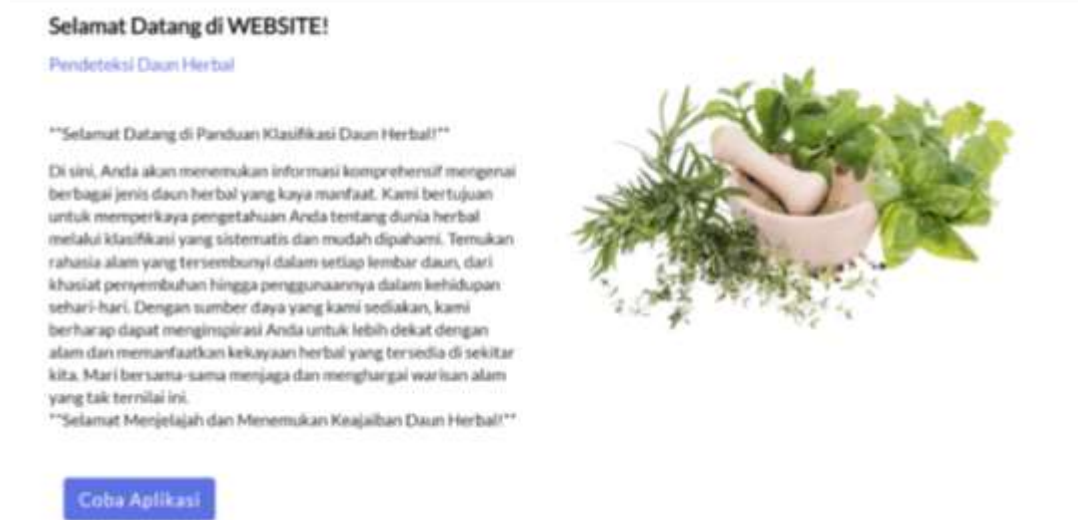 Selamat Datang di WEBSITE!
Pendeteksi Daun Herbal
**Selamat Datang di Panduan Klasifikasi Daun Herbal!**
Di sini, Anda akan menemukan informasi komprehensif mengenai
berbagai jenis daun herbal yang kaya manfaat. Kami bertujuan
untuk memperkaya pengetahuan Anda tentang dunia herbal
melalui klasifikasi yang sistematis dan mudah dipahami. Temukan
rahasia alam yang tersembunyi dalam setiap lembar daun, dari
khasiat penyembuhan hingga penggunaannya dalam kehidupan
sehari-hari. Dengan sumber daya yang kami sediakan, kami
berharap dapat menginspirasi Anda untuk lebih dekat dengan
alam dan memanfaatkan kekayaan herbal yang tersedia di sekitar
kita. Mari bersama-sama menjaga dan menghargai warisan alam
yang tak ternilai ini.
**Selamat Menjelajah dan Menemukan Keajaiban Daun Herbal!**
Coba Aplikasi